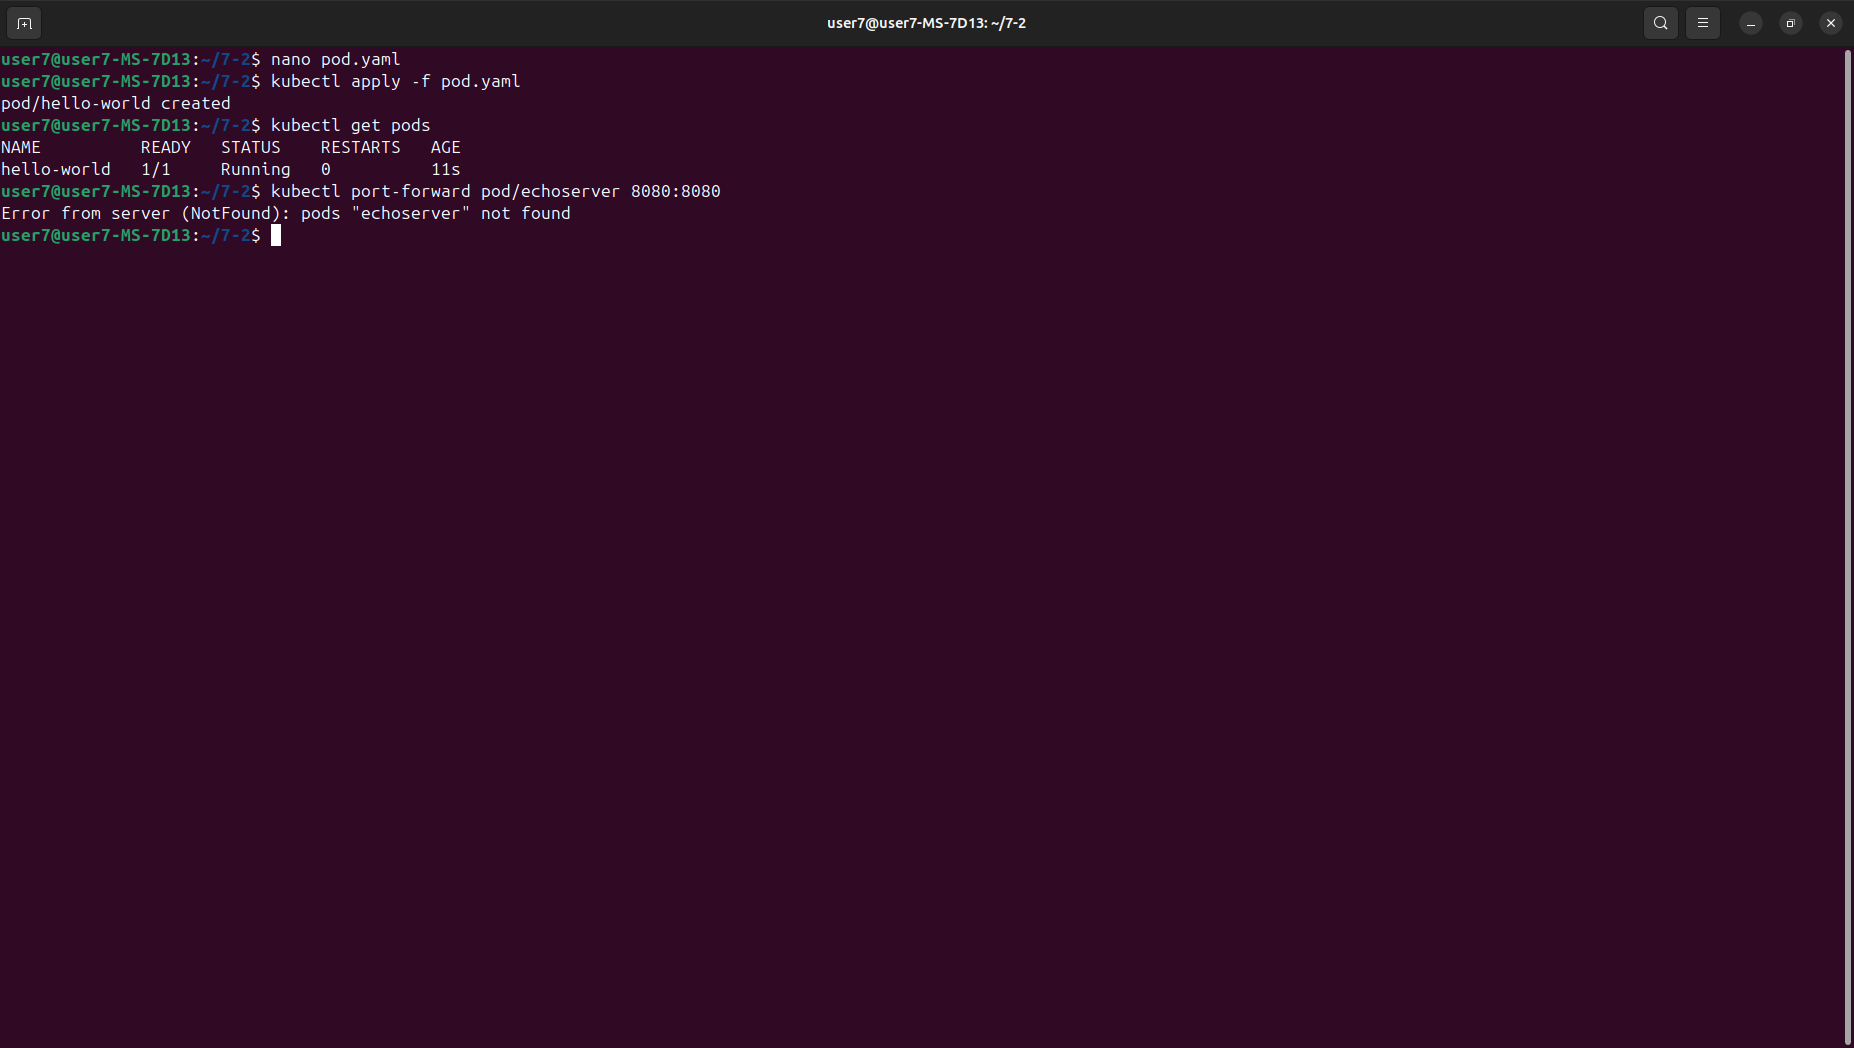 user7@user7-MS-7D13: ~/7-2
user7@user7-MS-7D13:~/7-2$ nano pod.yaml
user7@user7-MS-7D13:~/7-2$ kubectl apply -f pod.yaml
pod/hello-world created
user7@user7-MS-7D13:~/7-2$ kubectl get pods
NAME          READY   STATUS    RESTARTS   AGE
hello-world   1/1     Running   0          11s
user7@user7-MS-7D13:~/7-2$ kubectl port-forward pod/echoserver 8080:8080
Error from server (NotFound): pods "echoserver" not found
user7@user7-MS-7D13:~/7-2$